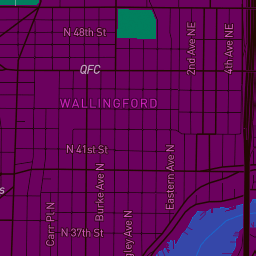 N 48th St
2nd Ave NE
4th Ave NE
QFC
WALLINGFORD
N 41st St
Eastern Ave N
Burke Ave N
Carr Pl N
N 37th St